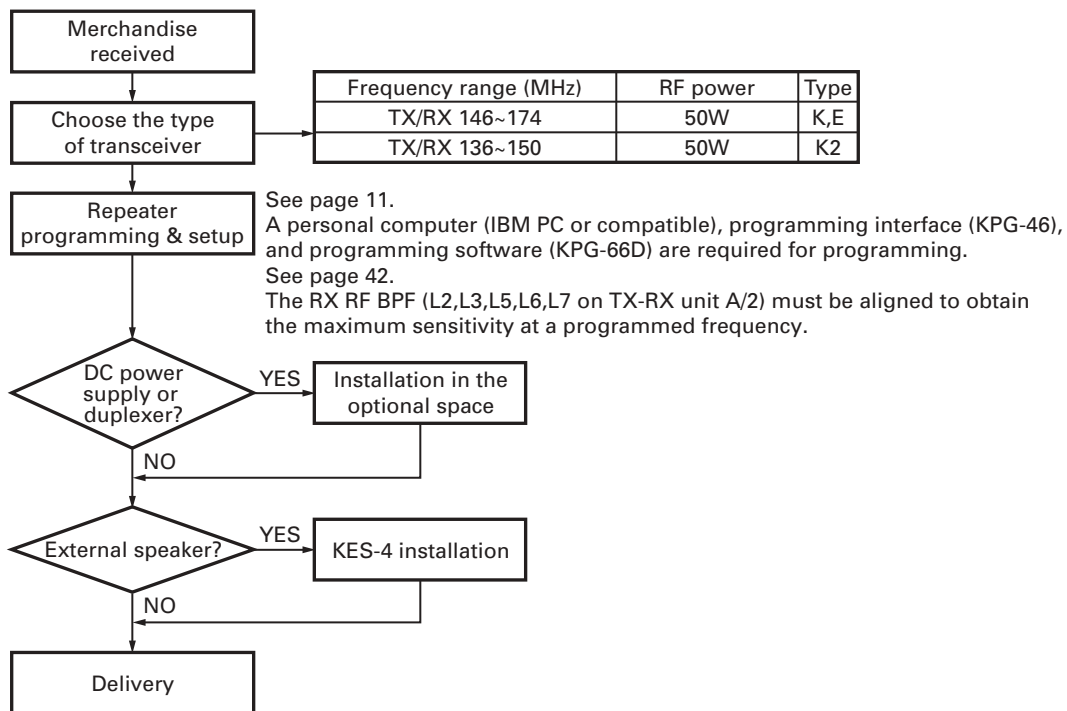 Merchandise
received
Choose the type
of transceiver
Frequency range (MHz) RF power Type
TX/RX 146~174 50W K,E
TX/RX 136~150 50W K2
Repeater
programming & setup
See page 11.
A personal computer (IBM PC or compatible), programming interface (KPG-46),
and programming software (KPG-66D) are required for programming.
See page 42.
The RX RF BPF (L2,L3,L5,L6,L7 on TX-RX unit A/2) must be aligned to obtain
the maximum sensitivity at a programmed frequency.
DC power
supply or
duplexer?
YES
Installation in the
optional space
NO
External speaker?
YES
KES-4 installation
NO
Delivery